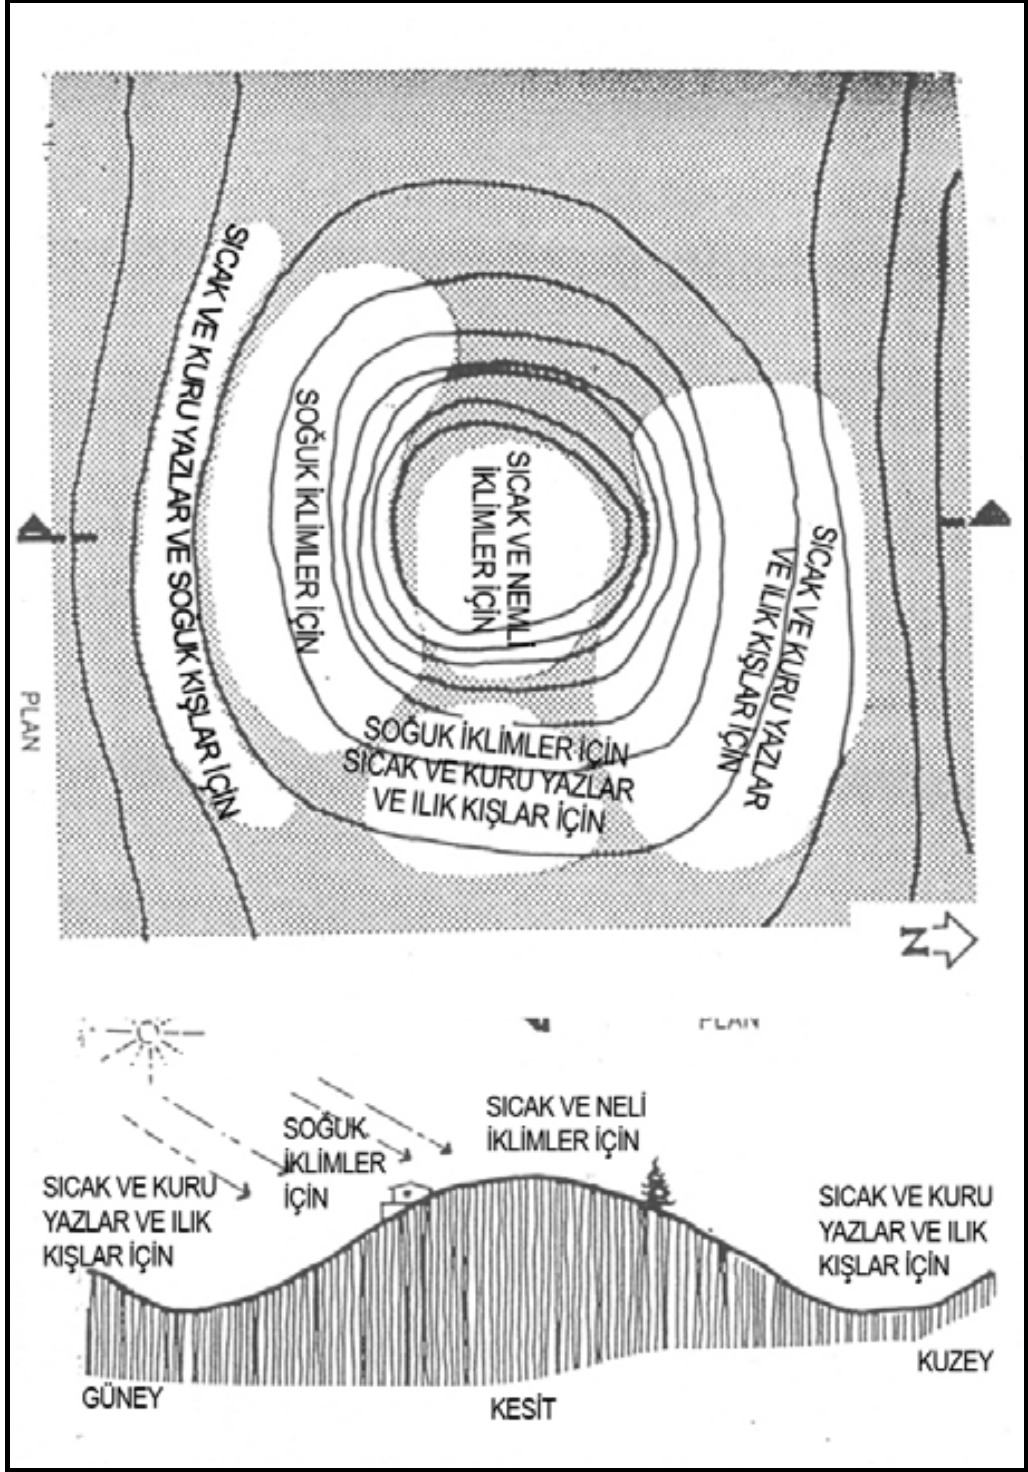 SICAK VE KURU YAZLAR VE SOĞUK KIŞLAR İÇİN
SOĞUK İKLİMLER İÇİN
SICAK VE NEMLİ
İKLİMLER İÇİN
SICAK VE KURU YAZLAR
VE ILIK KIŞLAR İÇİN
SOĞUK İKLİMLER İÇİN
SICAK VE KURU YAZLAR
VE ILIK KIŞLAR İÇİN
PLAN
N
PLAN
SICAK VE NELİ
İKLİMLER İÇİN
SOĞUK
İKLİMLER
İÇİN
SICAK VE KURU
YAZLAR VE ILIK
KIŞLAR İÇİN
SICAK VE KURU
YAZLAR VE ILIK
KIŞLAR İÇİN
GÜNEY
KESİT
KUZEY